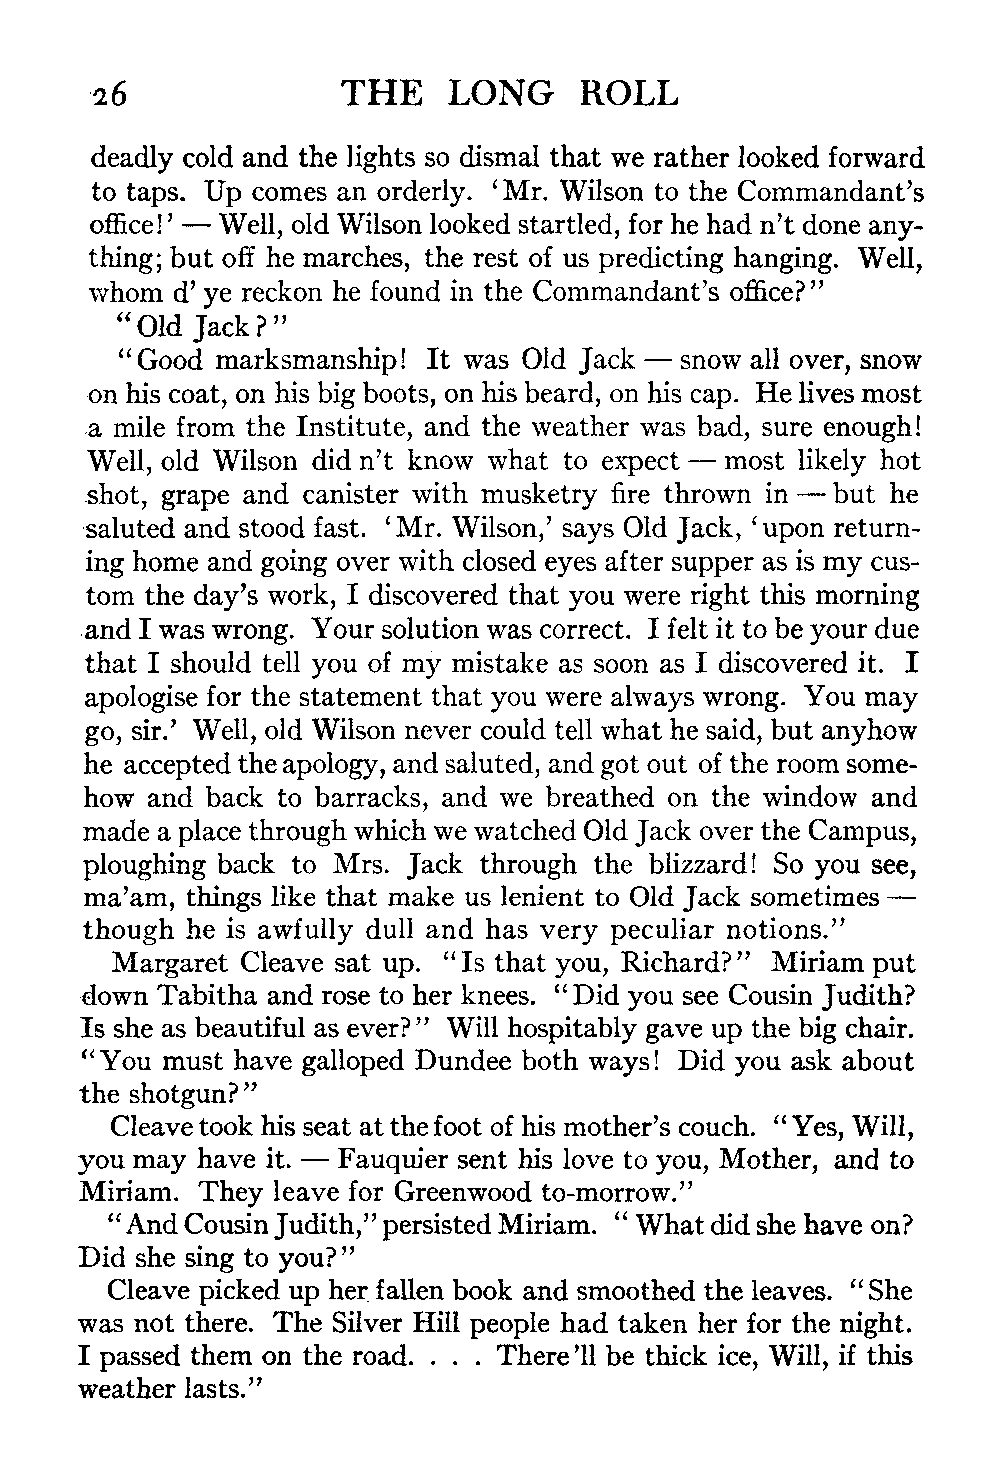 26 THE LONG ROLL
deadly cold and the lights so dismal that we rather looked forward
to taps. Up comes an orderly. ‘Mr. Wilson to the Commandant’s
office!’ — Well, old Wilson looked startled, for he had n’t done any-
thing; but off he marches, the rest of us predicting hanging. Well,
whom d’ ye reckon he found in the Commandant’s office?”
“Old Jack?”
“Good marksmanship! It was Old Jack — snow all over, snow
on his coat, on his big boots, on his beard, on his cap. He lives most
a mile from the Institute, and the weather was bad, sure enough!
Well, old Wilson did n’t know what to expect — most likely hot
shot, grape and canister with musketry fire thrown in — but he
saluted and stood fast. ‘Mr. Wilson,’ says Old Jack, ‘upon return-
ing home and going over with closed eyes after supper as is my cus-
tom the day’s work, I discovered that you were right this morning
and I was wrong. Your solution was correct. I felt it to be your due
that I should tell you of my mistake as soon as I discovered it. I
apologise for the statement that you were always wrong. You may
go, sir.’ Well, old Wilson never could tell what he said, but anyhow
he accepted the apology, and saluted, and got out of the room some-
how and back to barracks, and we breathed on the window and
made a place through which we watched Old Jack over the Campus,
ploughing back to Mrs. Jack through the blizzard! So you see,
ma’am, things like that make us lenient to Old Jack sometimes —
though he is awfully dull and has very peculiar notions.”
Margaret Cleave sat up. “Is that you, Richard?” Miriam put
down Tabitha and rose to her knees. “Did you see Cousin Judith?
Is she as beautiful as ever?” Will hospitably gave up the big chair.
“You must have galloped Dundee both ways! Did you ask about
the shotgun?”
Cleave took his seat at the foot of his mother’s couch. “Yes, Will,
you may have it. — Fauquier sent his love to you, Mother, and to
Miriam. They leave for Greenwood to-morrow.”
“And Cousin Judith,” persisted Miriam. “What did she have on?
Did she sing to you?”
Cleave picked up her fallen book and smoothed the leaves. “She
was not there. The Silver Hill people had taken her for the night.
I passed them on the road. . . . There’ll be thick ice, Will, if this
weather lasts.”